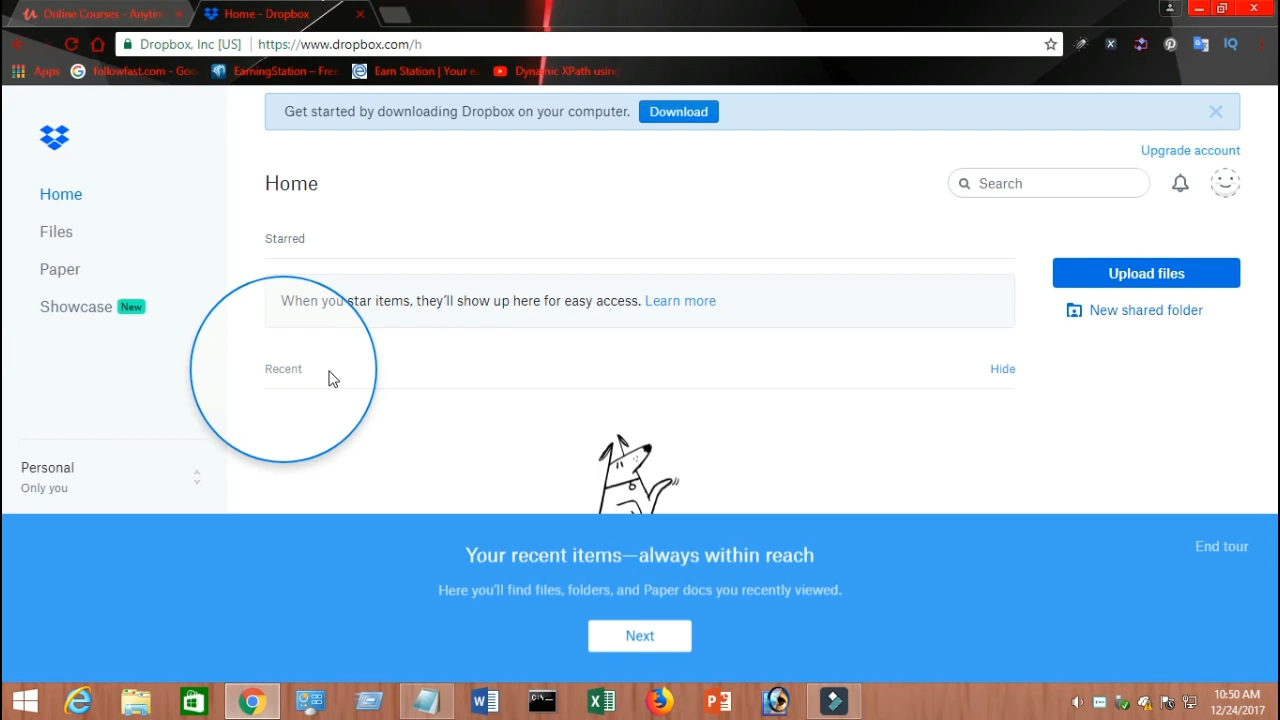 Online Courses - Anytim
Home - Dropbox
Dropbox, Inc [US]
https://www.dropbox.com/h
Apps
followfast.com - Goo
EarningStation – Free
Earn Station | Your e
Dynamic XPath using
Get started by downloading Dropbox on your computer.
Download
Upgrade account
Home
Search
Home
Files
Paper
Showcase
New
Starred
When you star items, they’ll show up here for easy access. Learn more
Upload files
New shared folder
Recent
Hide
Personal
Only you
Your recent items—always within reach
End tour
Here you’ll find files, folders, and Paper docs you recently viewed.
Next
10:50 AM
12/24/2017